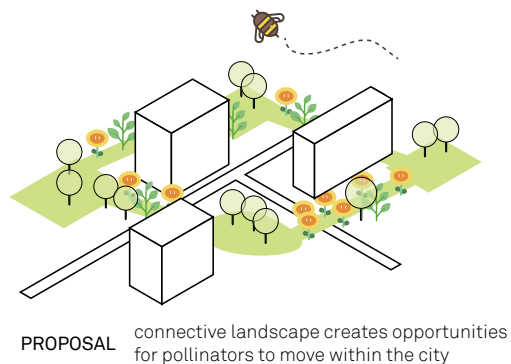 PROPOSAL
connective landscape creates opportunities
for pollinators to move within the city